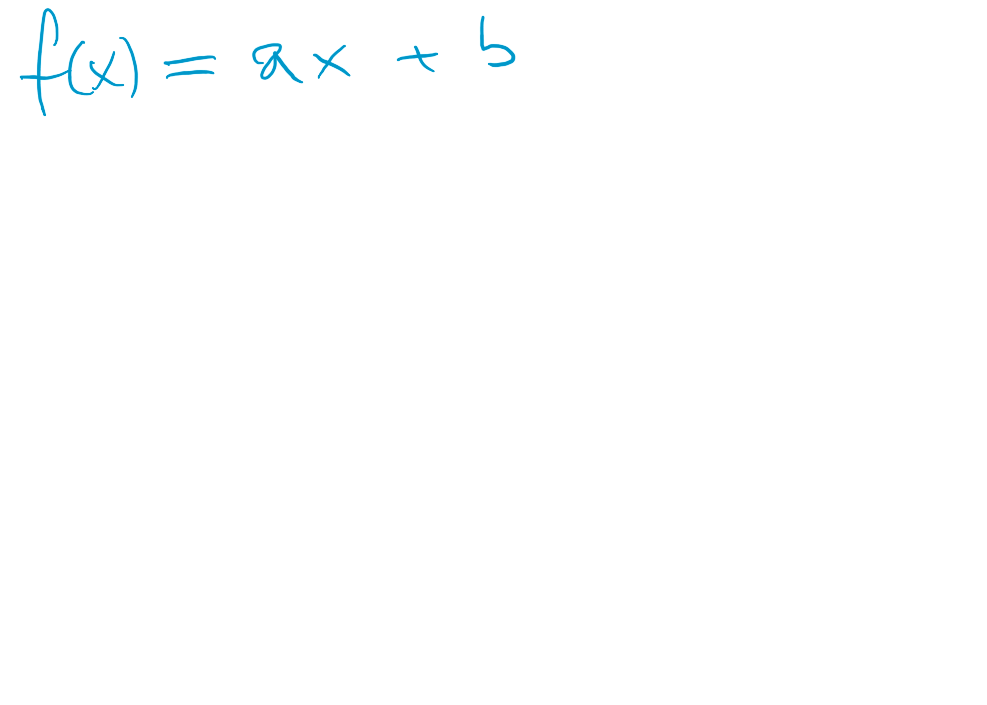 f(x) = ax + b